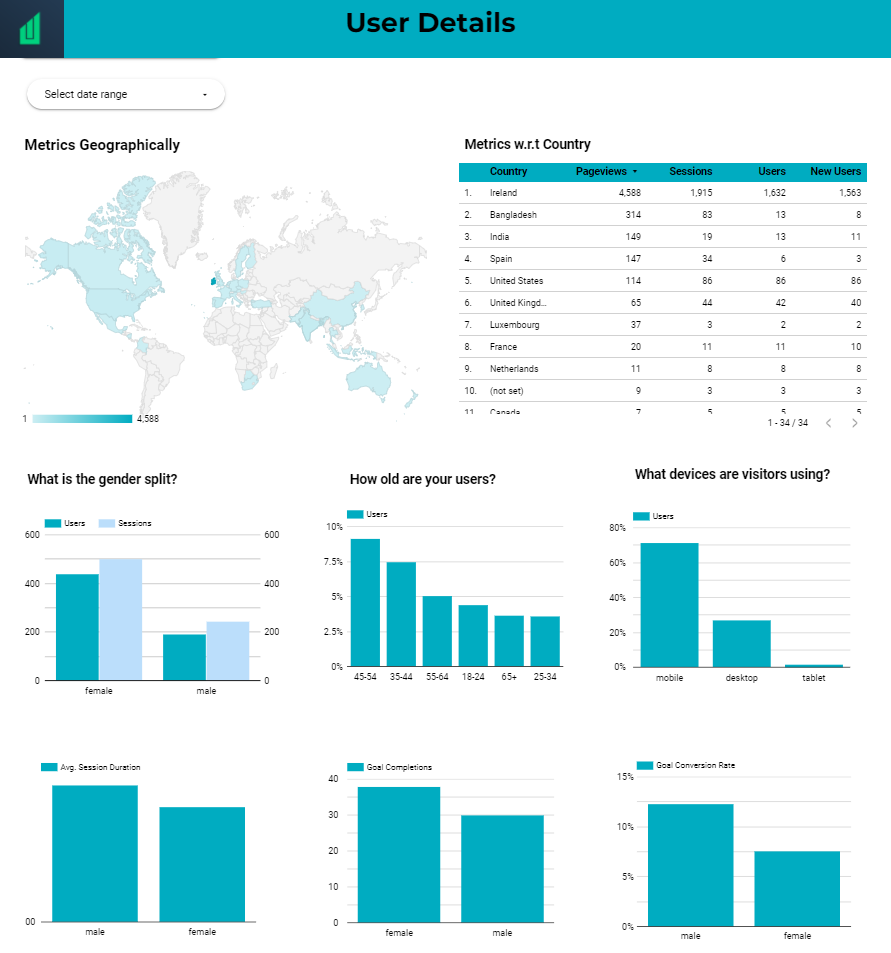 User Details
Select date range
Metrics Geographically
1 4,588
Metrics w.r.t Country
Country Pageviews Sessions Users New Users
1. Ireland 4,588 1,915 1,632 1,563
2. Bangladesh 314 83 13 8
3. India 149 19 13 11
4. Spain 147 34 6 3
5. United States 114 86 86 86
6. United Kingd... 65 44 42 40
7. Luxembourg 37 3 2 2
8. France 20 11 11 10
9. Netherlands 11 8 8 8
10. (not set) 9 3 3 3
11. Canada 7 5 5 5
1 - 34 / 34
What is the gender split?
Users Sessions
600 600
400 400
200 200
0 0
female male
How old are your users?
Users
10%
7.5%
5%
2.5%
0%
45-54 35-44 55-64 18-24 65+ 25-34
What devices are visitors using?
Users
80%
60%
40%
20%
0%
mobile desktop tablet
Avg. Session Duration
00
male female
Goal Completions
40
30
20
10
0
female male
Goal Conversion Rate
15%
10%
5%
0%
male female